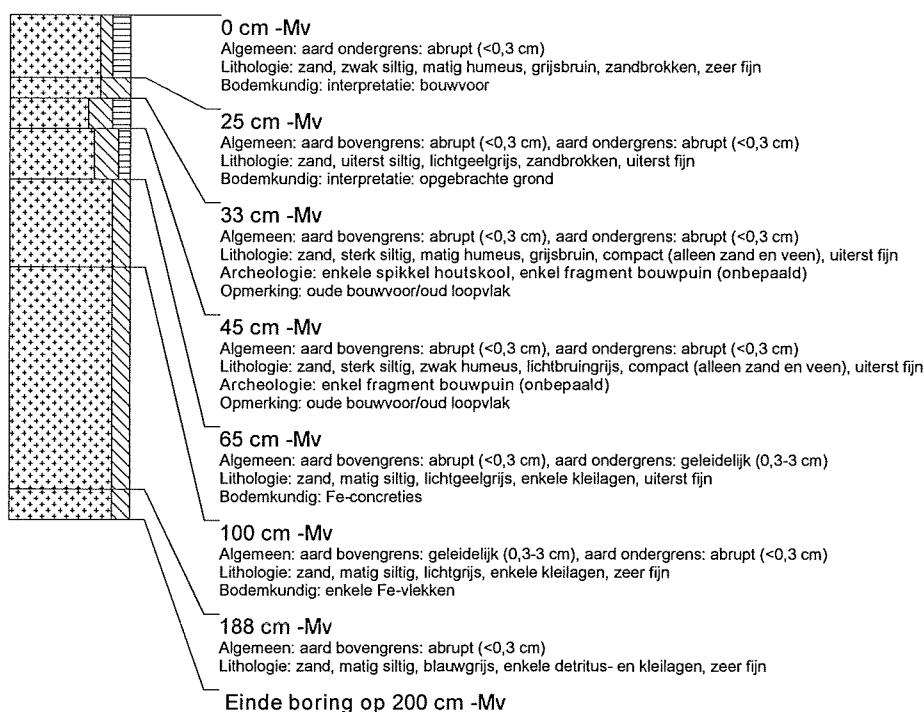 0 cm -Mv
Algemeen: aard ondergrens: abrupt (<0,3 cm)
Lithologie: zand, zwak siltig, matig humeus, grijsbruin, zandbrokken, zeer fijn
Bodemkundig: interpretatie: bouwvoor
25 cm -Mv
Algemeen: aard bovengrens: abrupt (<0,3 cm), aard ondergrens: abrupt (<0,3 cm)
Lithologie: zand, uiterst siltig, lichtgeelgrijs, zandbrokken, uiterst fijn
Bodemkundig: interpretatie: opgebrachte grond
33 cm -Mv
Algemeen: aard bovengrens: abrupt (<0,3 cm), aard ondergrens: abrupt (<0,3 cm)
Lithologie: zand, sterk siltig, matig humeus, grijsbruin, compact (alleen zand en veen), uiterst fijn
Archeologie: enkele spikkel houtskool, enkel fragment bouwpuin (onbepaald)
Opmerking: oude bouwvoor/oud loopvlak
45 cm -Mv
Algemeen: aard bovengrens: abrupt (<0,3 cm), aard ondergrens: abrupt (<0,3 cm)
Lithologie: zand, sterk siltig, zwak humeus, lichtbruingrijs, compact (alleen zand en veen), uiterst fijn
Archeologie: enkel fragment bouwpuin (onbepaald)
Opmerking: oude bouwvoor/oud loopvlak
65 cm -Mv
Algemeen: aard bovengrens: abrupt (<0,3 cm), aard ondergrens: geleidelijk (0,3-3 cm)
Lithologie: zand, matig siltig, lichtgeelgrijs, enkele kleilagen, uiterst fijn
Bodemkundig: Fe-concreties
100 cm -Mv
Algemeen: aard bovengrens: geleidelijk (0,3-3 cm), aard ondergrens: abrupt (<0,3 cm)
Lithologie: zand, matig siltig, lichtgrijs, enkele kleilagen, zeer fijn
Bodemkundig: enkele Fe-vlekken
188 cm -Mv
Algemeen: aard bovengrens: abrupt (<0,3 cm)
Lithologie: zand, matig siltig, blauwgrijs, enkele detritus- en kleilagen, zeer fijn
Einde boring op 200 cm -Mv